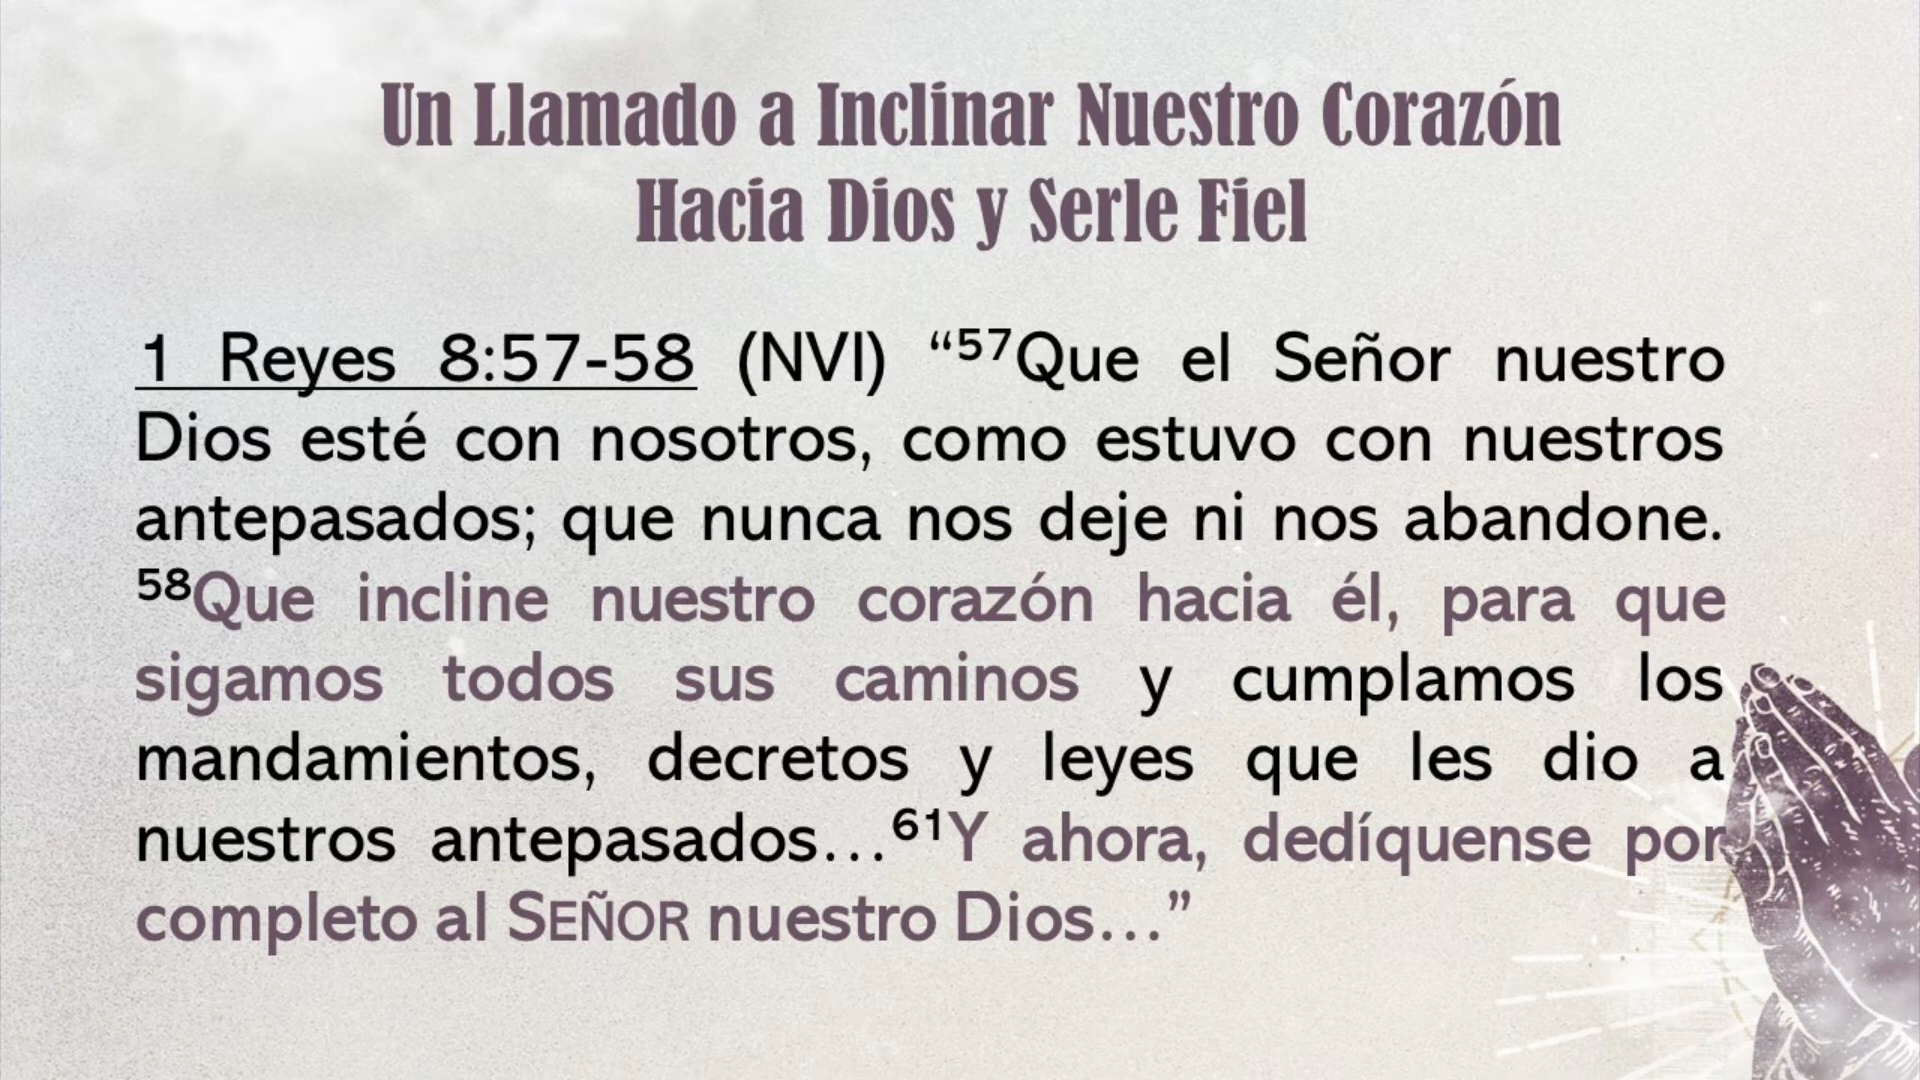 Un Llamado a Inclinar Nuestro Corazón
Hacia Dios y Serle Fiel
1 Reyes 8:57-58 (NVI) “⁵⁷Que el Señor nuestro
Dios esté con nosotros, como estuvo con nuestros
antepasados; que nunca nos deje ni nos abandone.
⁵⁸Que incline nuestro corazón hacia él, para que
sigamos todos sus caminos y cumplamos los
mandamientos, decretos y leyes que les dio a
nuestros antepasados…⁶¹Y ahora, dedíquense por
completo al SEÑOR nuestro Dios…”